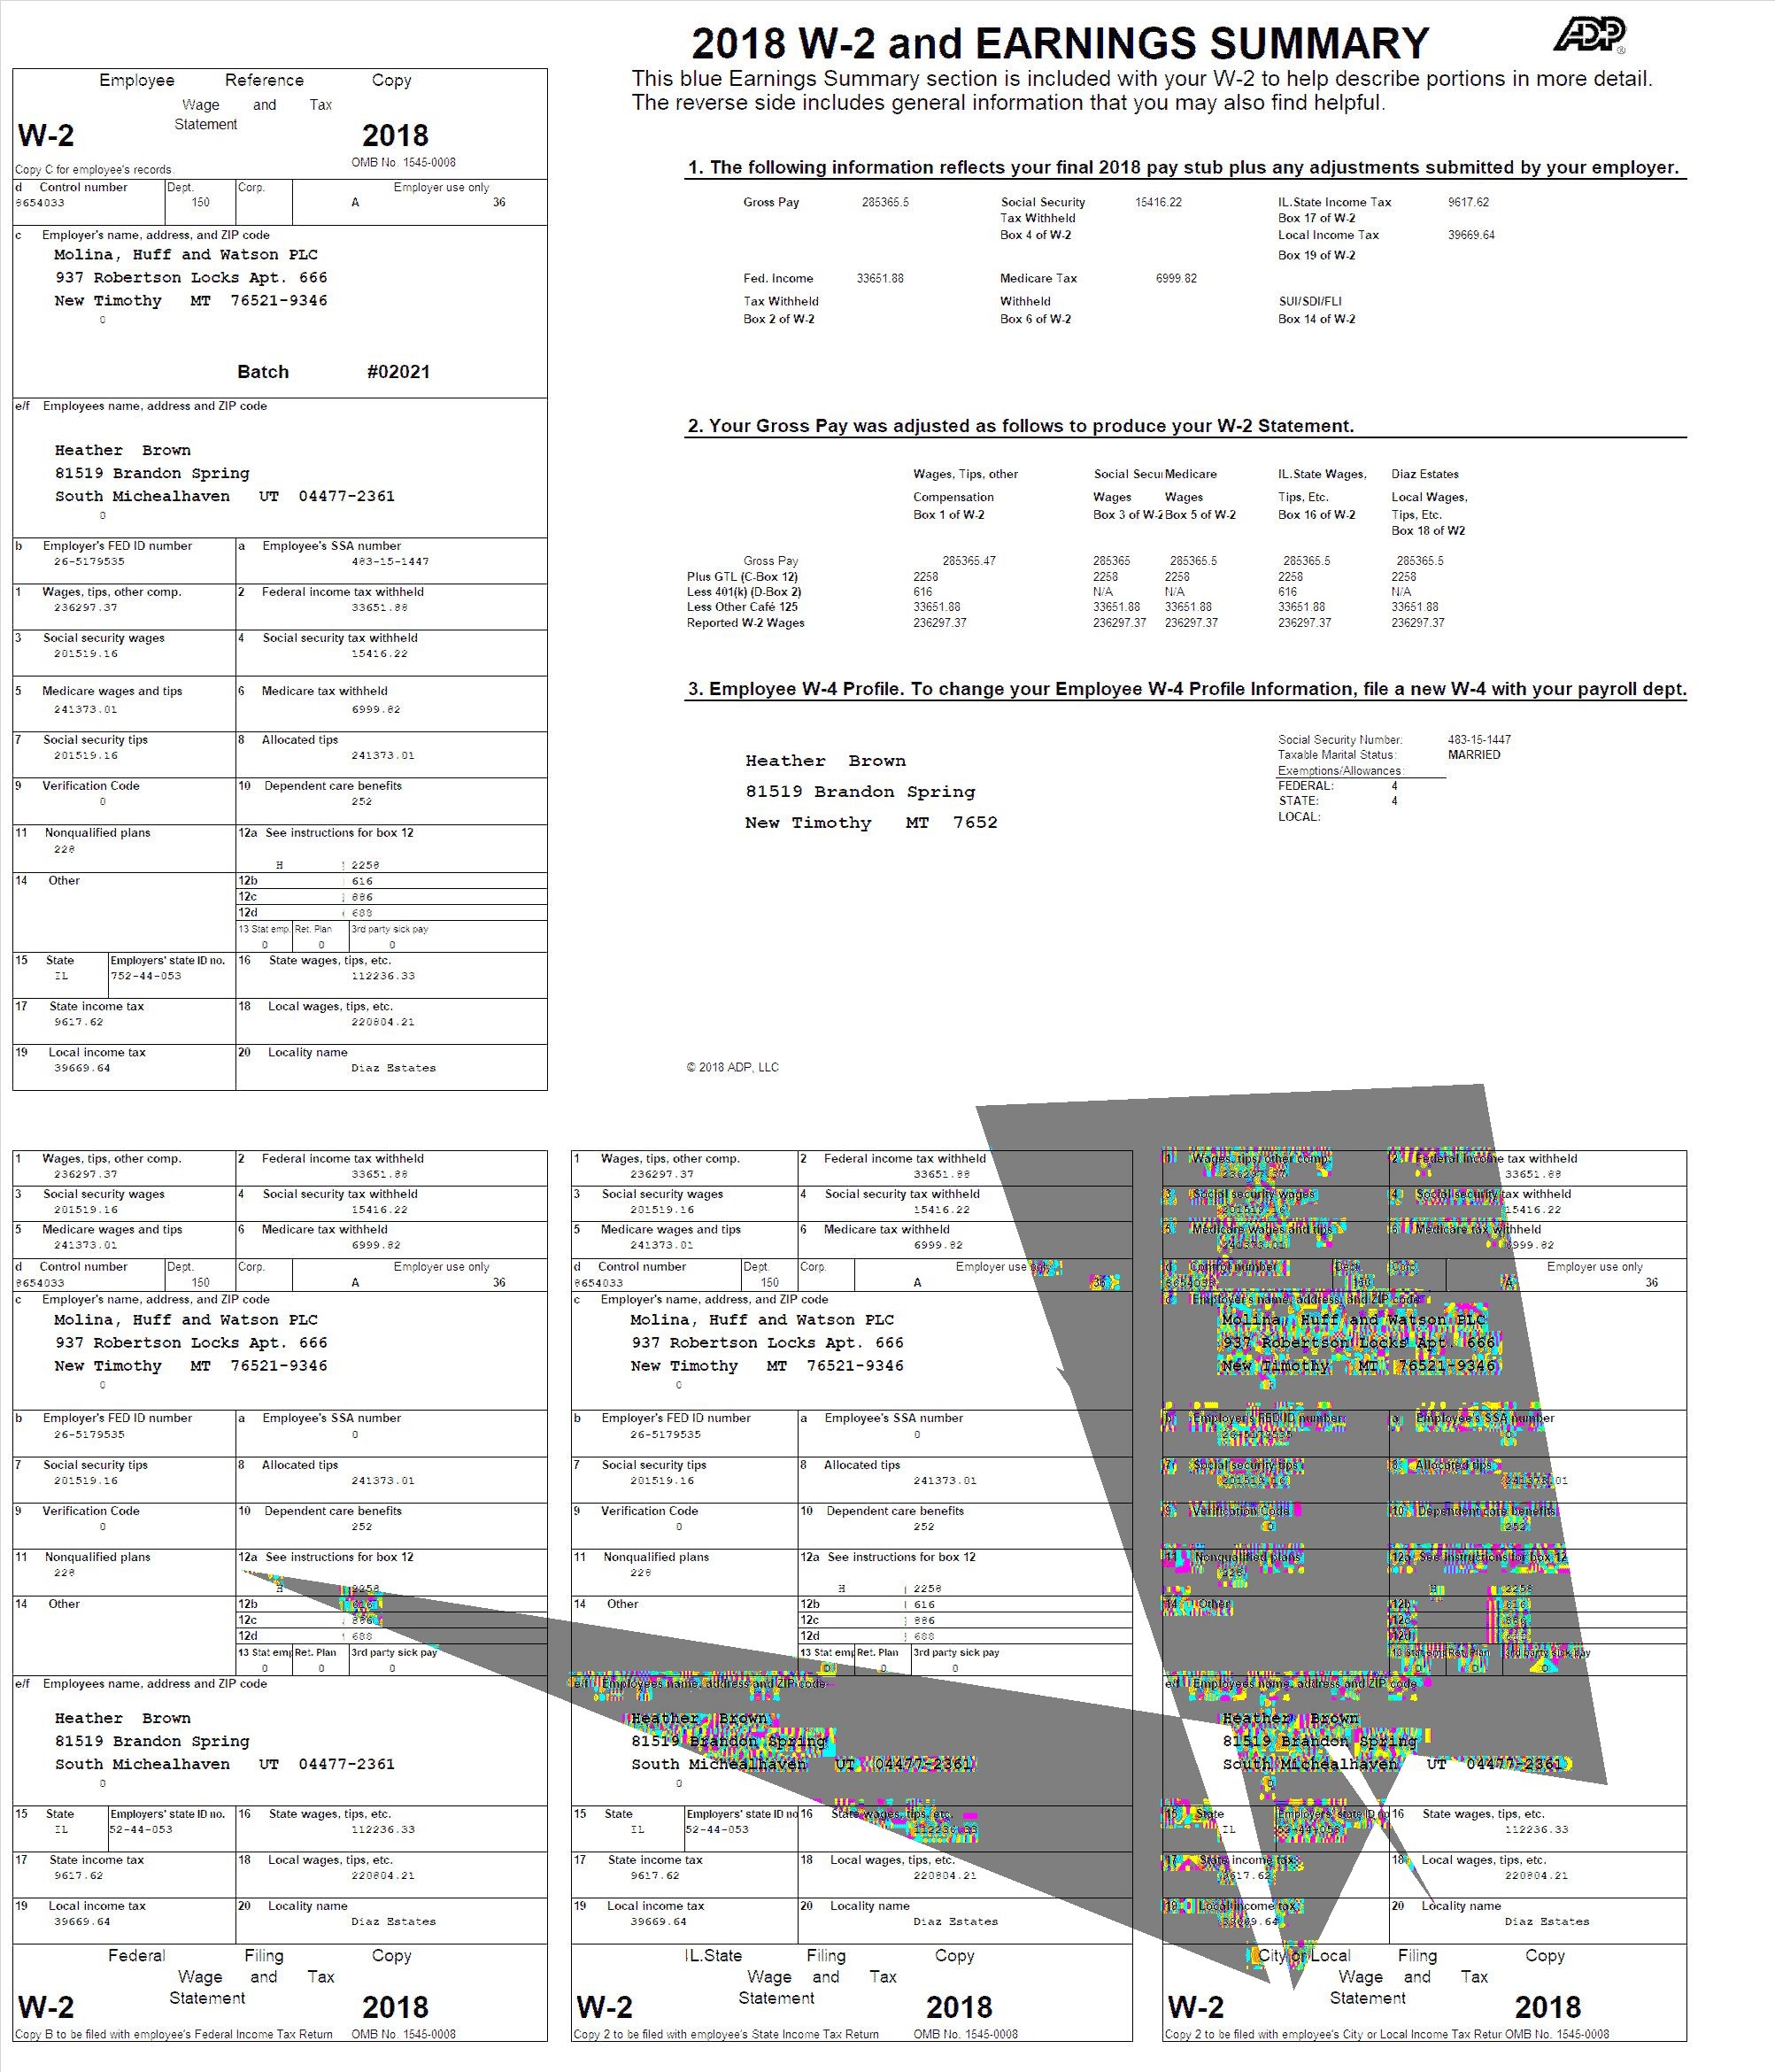 2018 W-2 and EARNINGS SUMMARY
ADP®
This blue Earnings Summary section is included with your W-2 to help describe portions in more detail.
The reverse side includes general information that you may also find helpful.
Employee Reference Copy
Wage and Tax
Statement
W-2 2018
Copy C for employee's records. OMB No. 1545-0008
d Control number Dept. Corp. Employer use only
8654033 150 A 36
c Employer's name, address, and ZIP code
Molina, Huff and Watson PLC
937 Robertson Locks Apt. 666
New Timothy MT 76521-9346
0
Batch #02021
e/f Employees name, address and ZIP code
Heather Brown
81519 Brandon Spring
South Michealhaven UT 04477-2361
0
b Employer's FED ID number a Employee's SSA number
26-5179535 483-15-1447
1 Wages, tips, other comp. 2 Federal income tax withheld
236297.37 33651.88
3 Social security wages 4 Social security tax withheld
201519.16 15416.22
5 Medicare wages and tips 6 Medicare tax withheld
241373.01 6999.82
7 Social security tips 8 Allocated tips
201519.16 241373.01
9 Verification Code 10 Dependent care benefits
0 252
11 Nonqualified plans 12a See instructions for box 12
228 H 2258
14 Other 12b 616
12c 886
12d 688
13 Stat emp. Ret. Plan 3rd party sick pay
0 0 0
15 State Employers' state ID no. 16 State wages, tips, etc.
IL 752-44-053 112236.33
17 State income tax 18 Local wages, tips, etc.
9617.62 220804.21
19 Local income tax 20 Locality name
39669.64 Diaz Estates
1. The following information reflects your final 2018 pay stub plus any adjustments submitted by your employer.
Gross Pay 285365.5 Social Security 15416.22 IL.State Income Tax 9617.62
Tax Withheld Box 17 of W-2
Box 4 of W-2 Local Income Tax 39669.64
Box 19 of W-2
Fed. Income 33651.88 Medicare Tax 6999.82
Tax Withheld Withheld SUI/SDI/FLI
Box 2 of W-2 Box 6 of W-2 Box 14 of W-2
2. Your Gross Pay was adjusted as follows to produce your W-2 Statement.
Wages, Tips, other Social Secu Medicare IL.State Wages, Diaz Estates
Compensation Wages Wages Tips, Etc. Local Wages,
Box 1 of W-2 Box 3 of W-2 Box 5 of W-2 Box 16 of W-2 Tips, Etc.
Box 18 of W2
Gross Pay 285365.47 285365 285365.5 285365.5 285365.5
Plus GTL (C-Box 12) 2258 2258 2258 2258 2258
Less 401(k) (D-Box 2) 616 N/A N/A 616 N/A
Less Other Café 125 33651.88 33651.88 33651.88 33651.88 33651.88
Reported W-2 Wages 236297.37 236297.37 236297.37 236297.37 236297.37
3. Employee W-4 Profile. To change your Employee W-4 Profile Information, file a new W-4 with your payroll dept.
Heather Brown
81519 Brandon Spring
New Timothy MT 7652
Social Security Number: 483-15-1447
Taxable Marital Status: MARRIED
Exemptions/Allowances:
FEDERAL: 4
STATE: 4
LOCAL:
© 2018 ADP, LLC
1 Wages, tips, other comp. 2 Federal income tax withheld
236297.37 33651.88
3 Social security wages 4 Social security tax withheld
201519.16 15416.22
5 Medicare wages and tips 6 Medicare tax withheld
241373.01 6999.82
d Control number Dept. Corp. Employer use only
8654033 150 A 36
c Employer's name, address, and ZIP code
Molina, Huff and Watson PLC
937 Robertson Locks Apt. 666
New Timothy MT 76521-9346
0
b Employer's FED ID number a Employee's SSA number
26-5179535 0
7 Social security tips 8 Allocated tips
201519.16 241373.01
9 Verification Code 10 Dependent care benefits
0 252
11 Nonqualified plans 12a See instructions for box 12
228 H 2258
14 Other 12b 616
12c 886
12d 688
13 Stat emp Ret. Plan 3rd party sick pay
0 0 0
e/f Employees name, address and ZIP code
Heather Brown
81519 Brandon Spring
South Michealhaven UT 04477-2361
0
15 State Employers' state ID no. 16 State wages, tips, etc.
IL 52-44-053 112236.33
17 State income tax 18 Local wages, tips, etc.
9617.62 220804.21
19 Local income tax 20 Locality name
39669.64 Diaz Estates
Federal Filing Copy
Wage and Tax
Statement
W-2 2018
Copy B to be filed with employee's Federal Income Tax Return OMB No. 1545-0008
1 Wages, tips, other comp. 2 Federal income tax withheld
236297.37 33651.88
3 Social security wages 4 Social security tax withheld
201519.16 15416.22
5 Medicare wages and tips 6 Medicare tax withheld
241373.01 6999.82
d Control number Dept. Corp. Employer use only
8654033 150 A 36
c Employer's name, address, and ZIP code
Molina, Huff and Watson PLC
937 Robertson Locks Apt. 666
New Timothy MT 76521-9346
0
b Employer's FED ID number a Employee's SSA number
26-5179535 0
7 Social security tips 8 Allocated tips
201519.16 241373.01
9 Verification Code 10 Dependent care benefits
0 252
11 Nonqualified plans 12a See instructions for box 12
228 H 2258
14 Other 12b 616
12c 886
12d 688
13 Stat emp Ret. Plan 3rd party sick pay
0 0 0
e/f Employees name, address and ZIP code
Heather Brown
81519 Brandon Spring
South Michealhaven UT 04477-2361
0
15 State Employers' state ID no 16 State wages, tips, etc.
IL 52-44-053 112236.33
17 State income tax 18 Local wages, tips, etc.
9617.62 220804.21
19 Local income tax 20 Locality name
39669.64 Diaz Estates
IL.State Filing Copy
Wage and Tax
Statement
W-2 2018
Copy 2 to be filed with employee's State Income Tax Return OMB No. 1545-0008
1 Wages, tips, other comp. 2 Federal income tax withheld
236297.37 33651.88
3 Social security wages 4 Social security tax withheld
201519.16 15416.22
5 Medicare wages and tips 6 Medicare tax withheld
241373.01 6999.82
d Control number Dept. Corp. Employer use only
150 A 36
c Employer's name, address, and ZIP code
Molina, Huff and Watson PLC
937 Robertson Locks Apt. 666
New Timothy MT 76521-9346
0
b Employer's FED ID number a Employee's SSA number
26-5179535 0
7 Social security tips 8 Allocated tips
201519.16 241373.01
9 Verification Code 10 Dependent care benefits
0 252
11 Nonqualified plans 12a See instructions for box 12
228 H 2258
14 Other 12b 616
12c
12d
Ret. Plan 3rd party sick pay
0 0 0
e/f Employees name, address and ZIP code
Heather Brown
81519 Brandon Spring
South Michealhaven UT 04477-2361
0
15 State Employers' state ID no 16 State wages, tips, etc.
IL 52-44-053 112236.33
17 State income tax 18 Local wages, tips, etc.
9617.62 220804.21
19 Local income tax 20 Locality name
39669.64 Diaz Estates
City or Local Filing Copy
Wage and Tax
Statement
W-2 2018
Copy 2 to be filed with employee's City or Local Income Tax Retur OMB No. 1545-0008